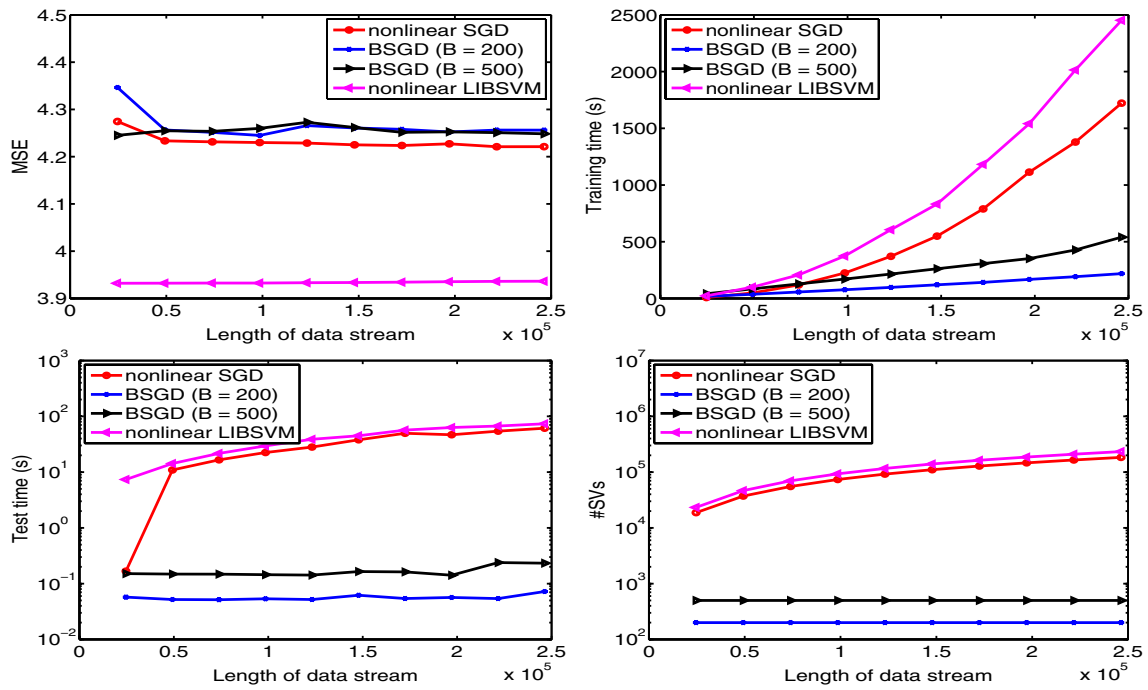 4.5
4.4
4.3
4.2
4.1
4
3.9
MSE
nonlinear SGD
BSGD (B = 200)
BSGD (B = 500)
nonlinear LIBSVM
0 0.5 1 1.5 2 2.5
x 10^5
Length of data stream
2500
2000
1500
1000
500
0
Training time (s)
nonlinear SGD
BSGD (B = 200)
BSGD (B = 500)
nonlinear LIBSVM
0 0.5 1 1.5 2 2.5
x 10^5
Length of data stream
10^3
10^2
10^1
10^0
10^-1
10^-2
Test time (s)
nonlinear SGD
BSGD (B = 200)
BSGD (B = 500)
nonlinear LIBSVM
0 0.5 1 1.5 2 2.5
x 10^5
Length of data stream
10^7
10^6
10^5
10^4
10^3
10^2
#SVs
nonlinear SGD
BSGD (B = 200)
BSGD (B = 500)
nonlinear LIBSVM
0 0.5 1 1.5 2 2.5
x 10^5
Length of data stream